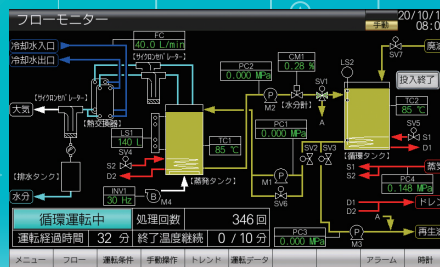 フローモニター
手動
20/10/1
08:0
冷却水入口
冷却水出口
FC
40.0 L/min
【サイクロンセパレーター】
【サイクロンセパレーター】
大気
【熱交換器】
LS1
140 L
SV4
S2
D2
【排水タンク】
水分
INV1
30 Hz
B
M4
TC1
85 ℃
【蒸発タンク】
PC2
0.000 MPa
CM1
0.28 %
P
M2
【水分計】
SV1
A
PC1
0.000 MPa
P
M1
SV6
SV2
SV3
LS2
SV7
廃
投入終了
TC2
85 ℃
SV5
S1
D1
【循環タンク】
S1
S2
蒸
PC4
0.148 MPa
D1
D2
ドレ
A
PC3
0.000 MPa
P
M3
再生
循環運転中
処理回数
346 回
運転経過時間
32 分
終了温度継続
0 / 10 分
メニュー
フロー
運転条件
手動操作
トレンド
運転データ
アラーム
時計